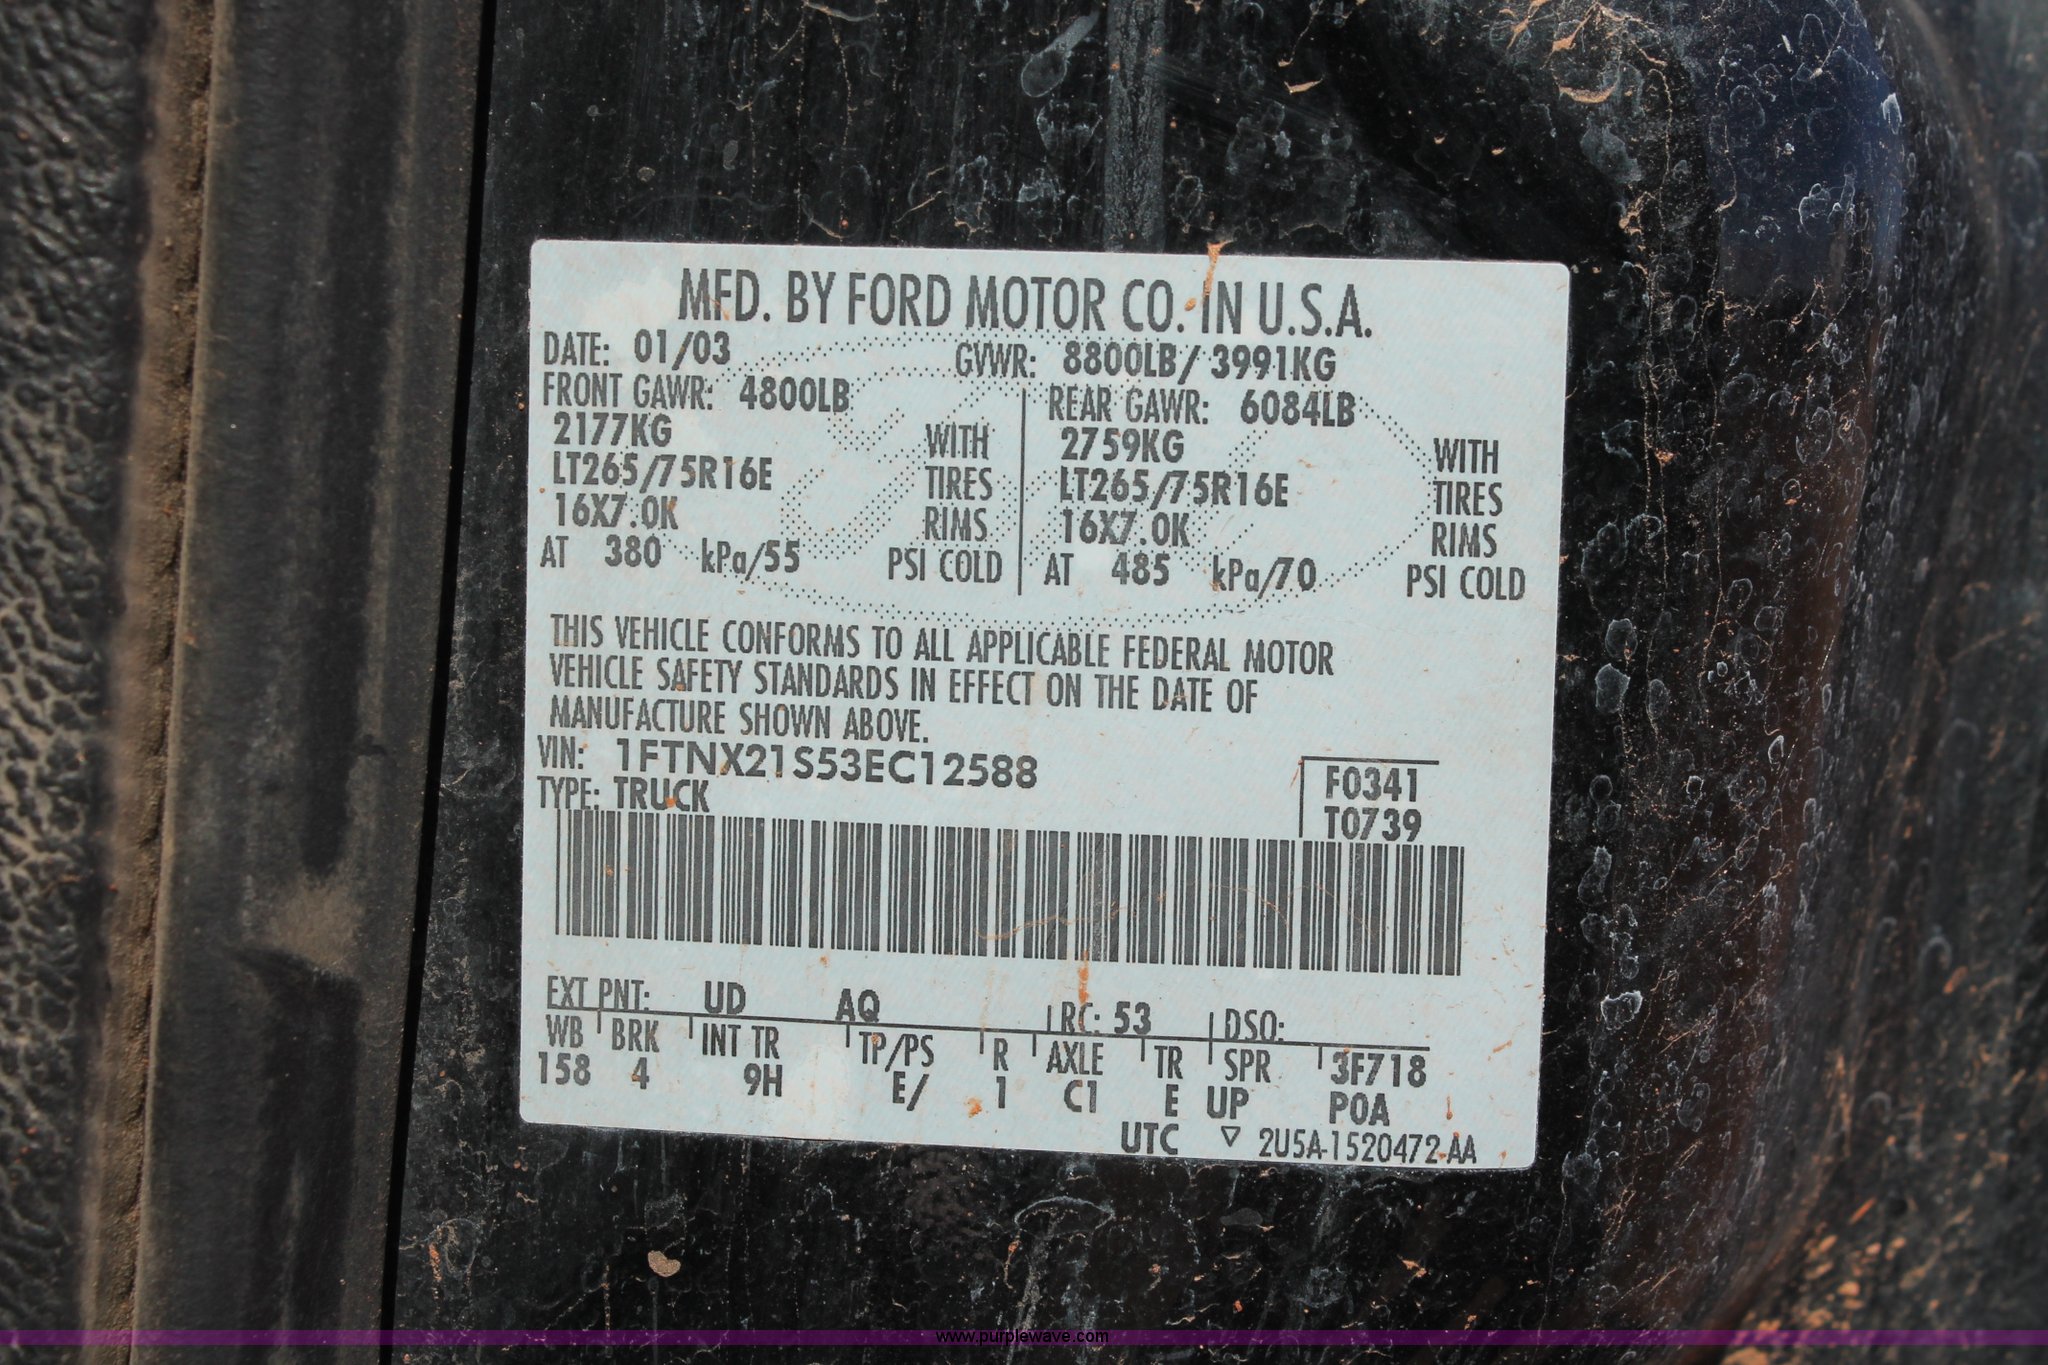 MFD. BY FORD MOTOR CO. IN U.S.A.
DATE: 01/03 GVWR: 8800LB/ 3991KG
FRONT GAWR: 4800LB REAR GAWR: 6084LB
2177KG WITH 2759KG WITH
LT265/75R16E TIRES LT265/75R16E TIRES
16X7.0K RIMS 16X7.0K RIMS
AT 380 kPa/55 PSI COLD AT 485 kPa/70 PSI COLD
THIS VEHICLE CONFORMS TO ALL APPLICABLE FEDERAL MOTOR
VEHICLE SAFETY STANDARDS IN EFFECT ON THE DATE OF
MANUFACTURE SHOWN ABOVE.
VIN: 1FTNX21S53EC12588
F0341
TYPE: TRUCK T0739
EXT PNT: UD AQ RC: 53 DSO:
WB BRK INT TR TP/PS R AXLE TR SPR 3F718
158 4 9H E/ 1 C1 E UP P0A
UTC ▽ 2U5A-1520472-AA
www.purplewave.com